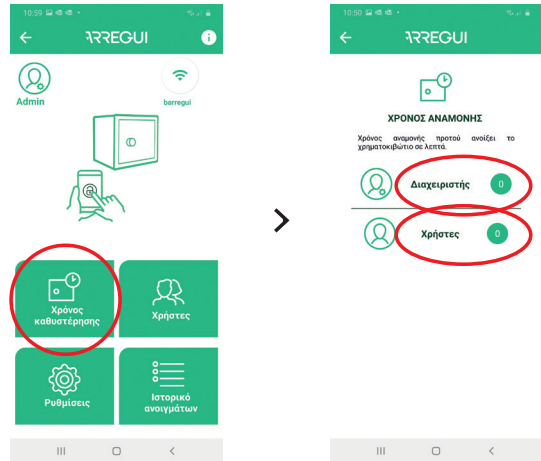 10:59
ARREGUI
i
Admin
barregui
Χρόνος
καθυστέρησης
Χρήστες
Ρυθμίσεις
Ιστορικό
ανοιγμάτων
>
10:50
ARREGUI
ΧΡΟΝΟΣ ΑΝΑΜΟΝΗΣ
Χρόνος αναμονής προτού ανοίξει το
χρηματοκιβώτιο σε λεπτά.
Διαχειριστής 0
Χρήστες 0